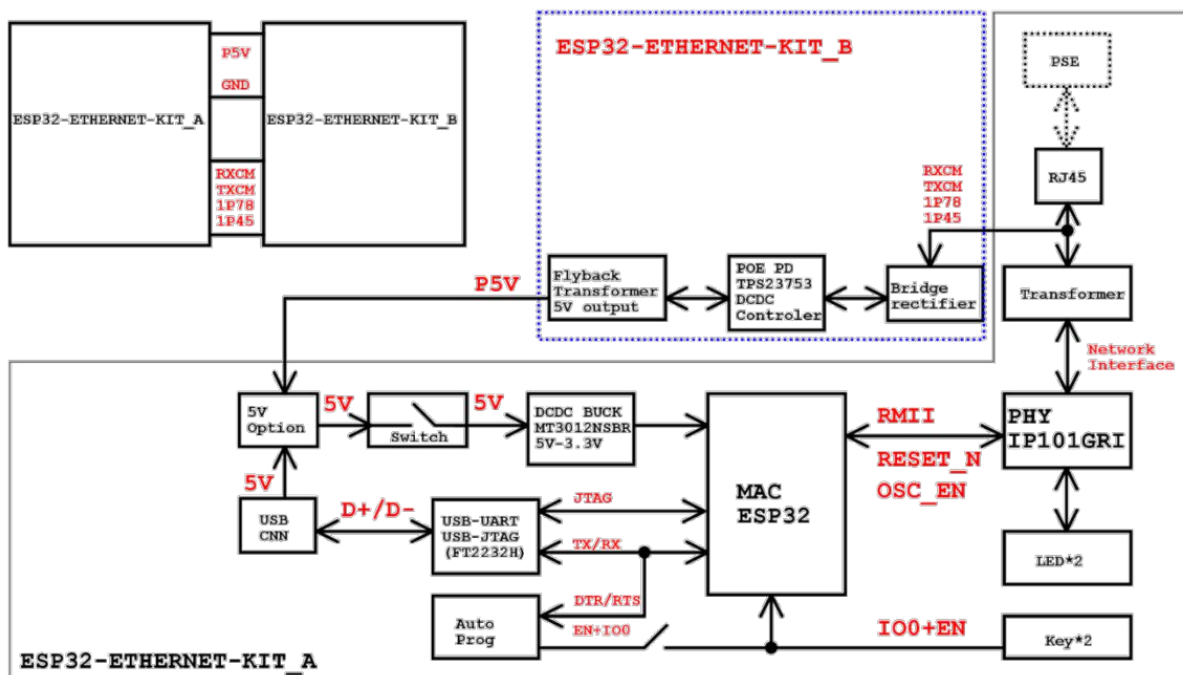 P5V
GND
ESP32-ETHERNET-KIT_A
ESP32-ETHERNET-KIT_B
RXCM
TXCM
1P78
1P45
ESP32-ETHERNET-KIT_B
PSE
RJ45
RXCM
TXCM
1P78
1P45
P5V
Flyback
Transformer
5V output
POE PD
TPS23753
DCDC
Controler
Bridge
rectifier
Transformer
Network
Interface
5V
Option
5V
Switch
5V
DCDC BUCK
MT3012NSBR
5V-3.3V
MAC
ESP32
RMII
RESET_N
OSC_EN
PHY
IP101GRI
5V
USB
CNN
D+/D-
USB-UART
USB-JTAG
(FT2232H)
JTAG
TX/RX
LED*2
DTR/RTS
Auto
Prog
EN+IO0
IO0+EN
Key*2
ESP32-ETHERNET-KIT_A